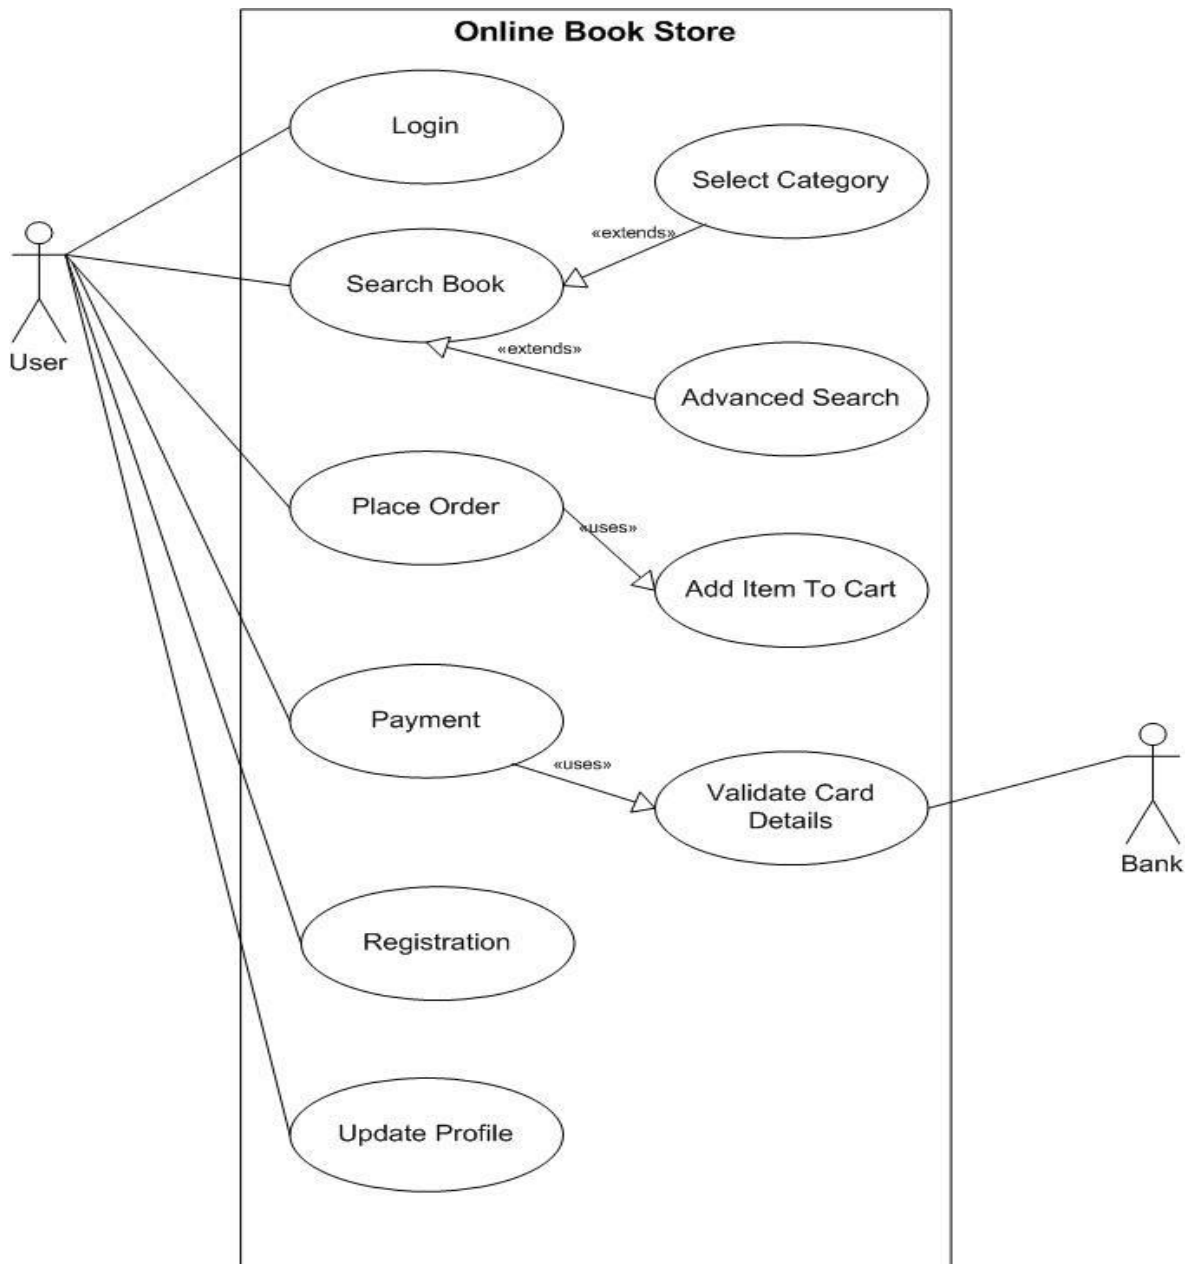 Online Book Store
Login
Select Category
«extends»
Search Book
User
«extends»
Advanced Search
Place Order
«uses»
Add Item To Cart
Payment
«uses»
Validate Card
Details
Bank
Registration
Update Profile